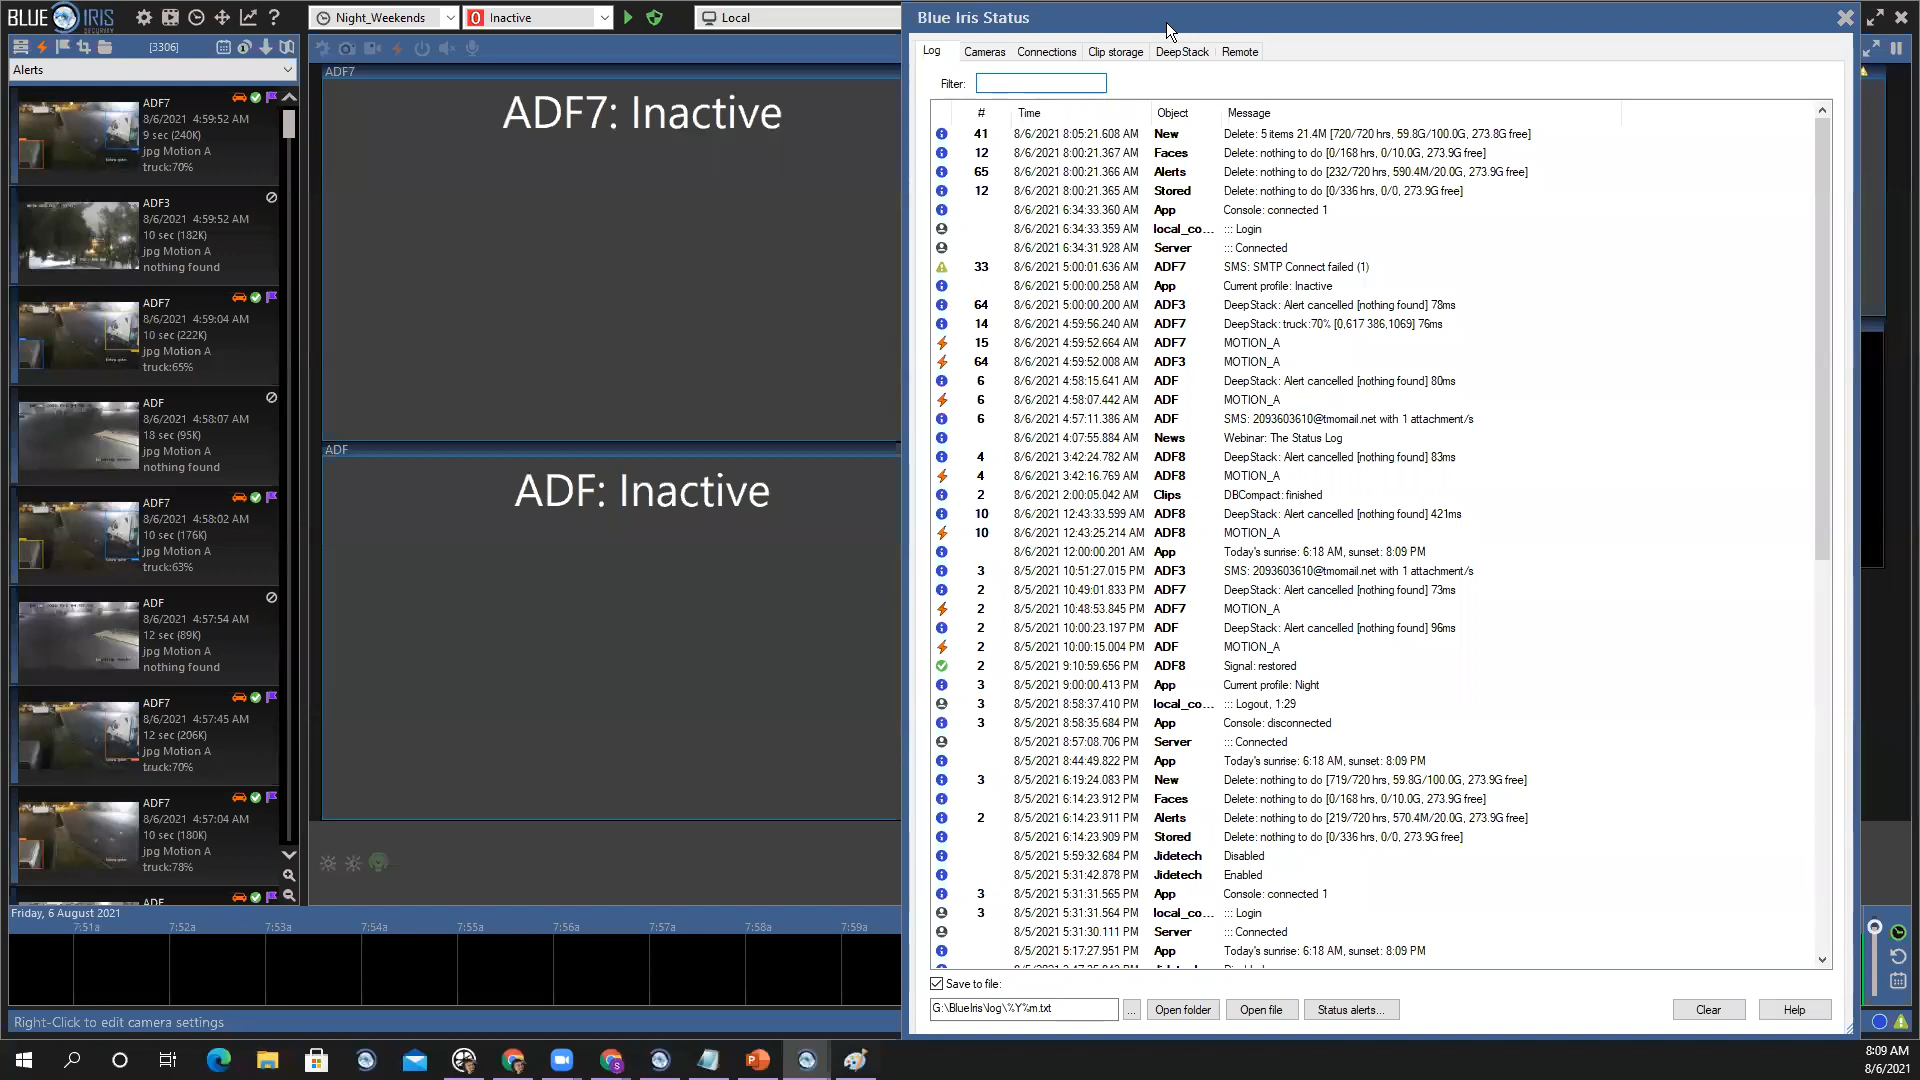 BLUE IRIS
SECURITY
Night_Weekends
0 Inactive
Local
[3306]
Alerts
ADF7
8/6/2021 4:59:52 AM
9 sec (240K)
jpg Motion A
truck:70%
ADF3
8/6/2021 4:59:52 AM
10 sec (182K)
jpg Motion A
nothing found
ADF7
8/6/2021 4:59:04 AM
10 sec (222K)
jpg Motion A
truck:65%
ADF
8/6/2021 4:58:07 AM
18 sec (95K)
jpg Motion A
nothing found
ADF7
8/6/2021 4:58:02 AM
10 sec (176K)
jpg Motion A
truck:63%
ADF
8/6/2021 4:57:54 AM
12 sec (89K)
jpg Motion A
nothing found
ADF7
8/6/2021 4:57:45 AM
12 sec (206K)
jpg Motion A
truck:70%
ADF7
8/6/2021 4:57:04 AM
10 sec (180K)
jpg Motion A
truck:78%
ADF
ADF7
ADF7: Inactive
ADF
ADF: Inactive
Friday, 6 August 2021
7:51a 7:52a 7:53a 7:54a 7:55a 7:56a 7:57a 7:58a 7:59a
Right-Click to edit camera settings
Blue Iris Status
Log Cameras Connections Clip storage DeepStack Remote
Filter:
# Time Object Message
41 8/6/2021 8:05:21.608 AM New Delete: 5 items 21.4M [720/720 hrs, 59.8G/100.0G, 273.8G free]
12 8/6/2021 8:00:21.367 AM Faces Delete: nothing to do [0/168 hrs, 0/10.0G, 273.9G free]
65 8/6/2021 8:00:21.366 AM Alerts Delete: nothing to do [232/720 hrs, 590.4M/20.0G, 273.9G free]
12 8/6/2021 8:00:21.365 AM Stored Delete: nothing to do [0/336 hrs, 0/0, 273.9G free]
8/6/2021 6:34:33.360 AM App Console: connected 1
8/6/2021 6:34:33.359 AM local_co... ::: Login
8/6/2021 6:34:31.928 AM Server ::: Connected
33 8/6/2021 5:00:01.636 AM ADF7 SMS: SMTP Connect failed (1)
8/6/2021 5:00:00.258 AM App Current profile: Inactive
64 8/6/2021 5:00:00.200 AM ADF3 DeepStack: Alert cancelled [nothing found] 78ms
14 8/6/2021 4:59:56.240 AM ADF7 DeepStack: truck:70% [0,617 386,1069] 76ms
15 8/6/2021 4:59:52.664 AM ADF7 MOTION_A
64 8/6/2021 4:59:52.008 AM ADF3 MOTION_A
6 8/6/2021 4:58:15.641 AM ADF DeepStack: Alert cancelled [nothing found] 80ms
6 8/6/2021 4:58:07.442 AM ADF MOTION_A
6 8/6/2021 4:57:11.386 AM ADF SMS: 2093603610@tmomail.net with 1 attachment/s
8/6/2021 4:07:55.884 AM News Webinar: The Status Log
4 8/6/2021 3:42:24.782 AM ADF8 DeepStack: Alert cancelled [nothing found] 83ms
4 8/6/2021 3:42:16.769 AM ADF8 MOTION_A
2 8/6/2021 2:00:05.042 AM Clips DBCompact: finished
10 8/6/2021 12:43:33.599 AM ADF8 DeepStack: Alert cancelled [nothing found] 421ms
10 8/6/2021 12:43:25.214 AM ADF8 MOTION_A
8/6/2021 12:00:00.201 AM App Today's sunrise: 6:18 AM, sunset: 8:09 PM
3 8/5/2021 10:51:27.015 PM ADF3 SMS: 2093603610@tmomail.net with 1 attachment/s
2 8/5/2021 10:49:01.833 PM ADF7 DeepStack: Alert cancelled [nothing found] 73ms
2 8/5/2021 10:48:53.845 PM ADF7 MOTION_A
2 8/5/2021 10:00:23.197 PM ADF DeepStack: Alert cancelled [nothing found] 96ms
2 8/5/2021 10:00:15.004 PM ADF MOTION_A
2 8/5/2021 9:10:59.656 PM ADF8 Signal: restored
3 8/5/2021 9:00:00.413 PM App Current profile: Night
3 8/5/2021 8:58:37.410 PM local_co... ::: Logout, 1:29
3 8/5/2021 8:58:35.684 PM App Console: disconnected
8/5/2021 8:57:08.706 PM Server ::: Connected
8/5/2021 8:44:49.822 PM App Today's sunrise: 6:18 AM, sunset: 8:09 PM
3 8/5/2021 6:19:24.083 PM New Delete: nothing to do [719/720 hrs, 59.8G/100.0G, 273.9G free]
8/5/2021 6:14:23.912 PM Faces Delete: nothing to do [0/168 hrs, 0/10.0G, 273.9G free]
2 8/5/2021 6:14:23.911 PM Alerts Delete: nothing to do [219/720 hrs, 570.4M/20.0G, 273.9G free]
8/5/2021 6:14:23.909 PM Stored Delete: nothing to do [0/336 hrs, 0/0, 273.9G free]
8/5/2021 5:59:32.684 PM Jidetech Disabled
8/5/2021 5:31:42.878 PM Jidetech Enabled
3 8/5/2021 5:31:31.565 PM App Console: connected 1
3 8/5/2021 5:31:31.564 PM local_co... ::: Login
8/5/2021 5:31:30.111 PM Server ::: Connected
8/5/2021 5:17:27.951 PM App Today's sunrise: 6:18 AM, sunset: 8:09 PM
Save to file:
G:\BlueIris\log\%Y%m.txt ... Open folder Open file Status alerts... Clear Help
8:09 AM
8/6/2021